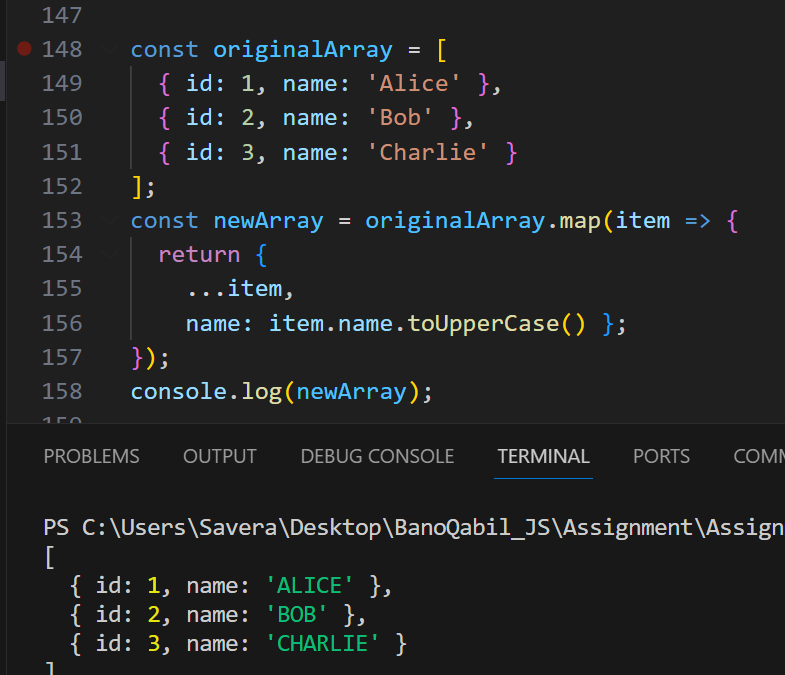 147
148 const originalArray = [
149 { id: 1, name: 'Alice' },
150 { id: 2, name: 'Bob' },
151 { id: 3, name: 'Charlie' }
152 ];
153 const newArray = originalArray.map(item => {
154 return {
155 ...item,
156 name: item.name.toUpperCase() };
157 });
158 console.log(newArray);
159
PROBLEMS OUTPUT DEBUG CONSOLE TERMINAL PORTS COMM
PS C:\Users\Savera\Desktop\BanoQabil_JS\Assignment\Assign
[
{ id: 1, name: 'ALICE' },
{ id: 2, name: 'BOB' },
{ id: 3, name: 'CHARLIE' }
]